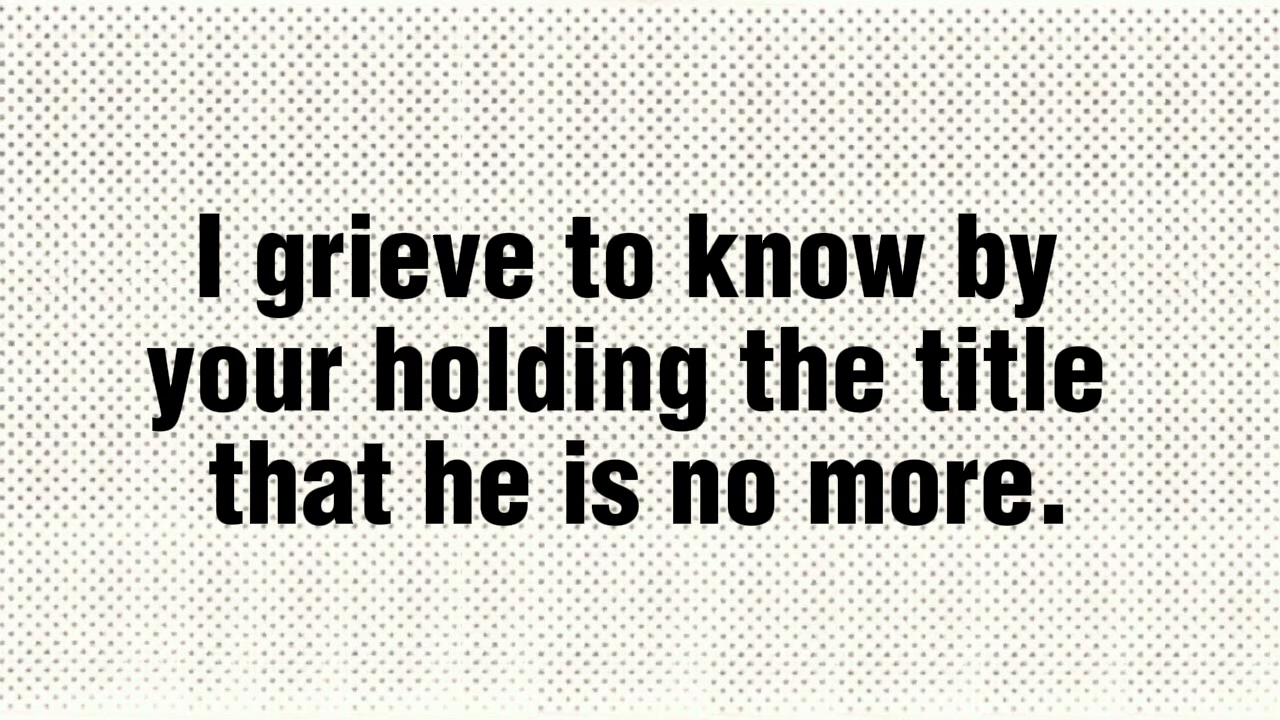 I grieve to know by
your holding the title
that he is no more.